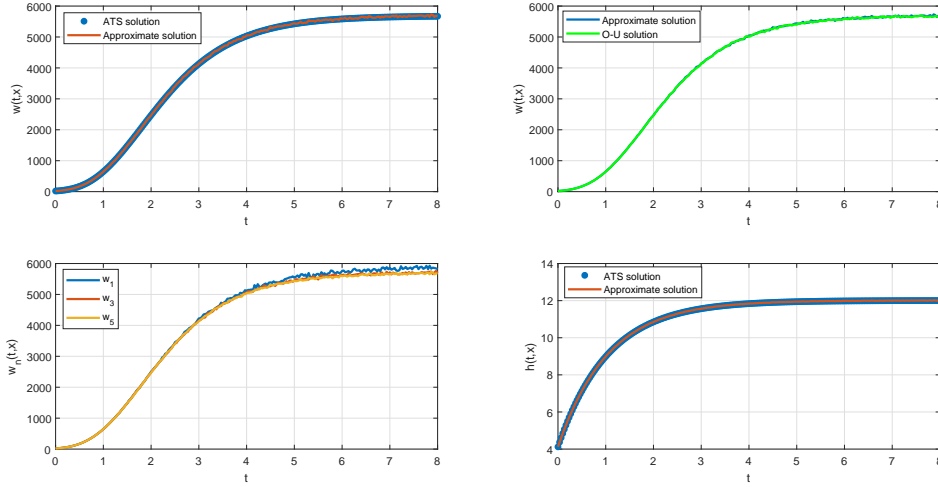 6000
5000
4000
3000
2000
1000
0
w(t,x)
ATS solution
Approximate solution
0 1 2 3 4 5 6 7 8
t
6000
5000
4000
3000
2000
1000
0
w(t,x)
Approximate solution
O-U solution
0 1 2 3 4 5 6 7 8
t
6000
5000
4000
3000
2000
1000
0
w_n(t,x)
w_1
w_3
w_5
0 1 2 3 4 5 6 7 8
t
14
12
10
8
6
4
h(t,x)
ATS solution
Approximate solution
0 1 2 3 4 5 6 7 8
t